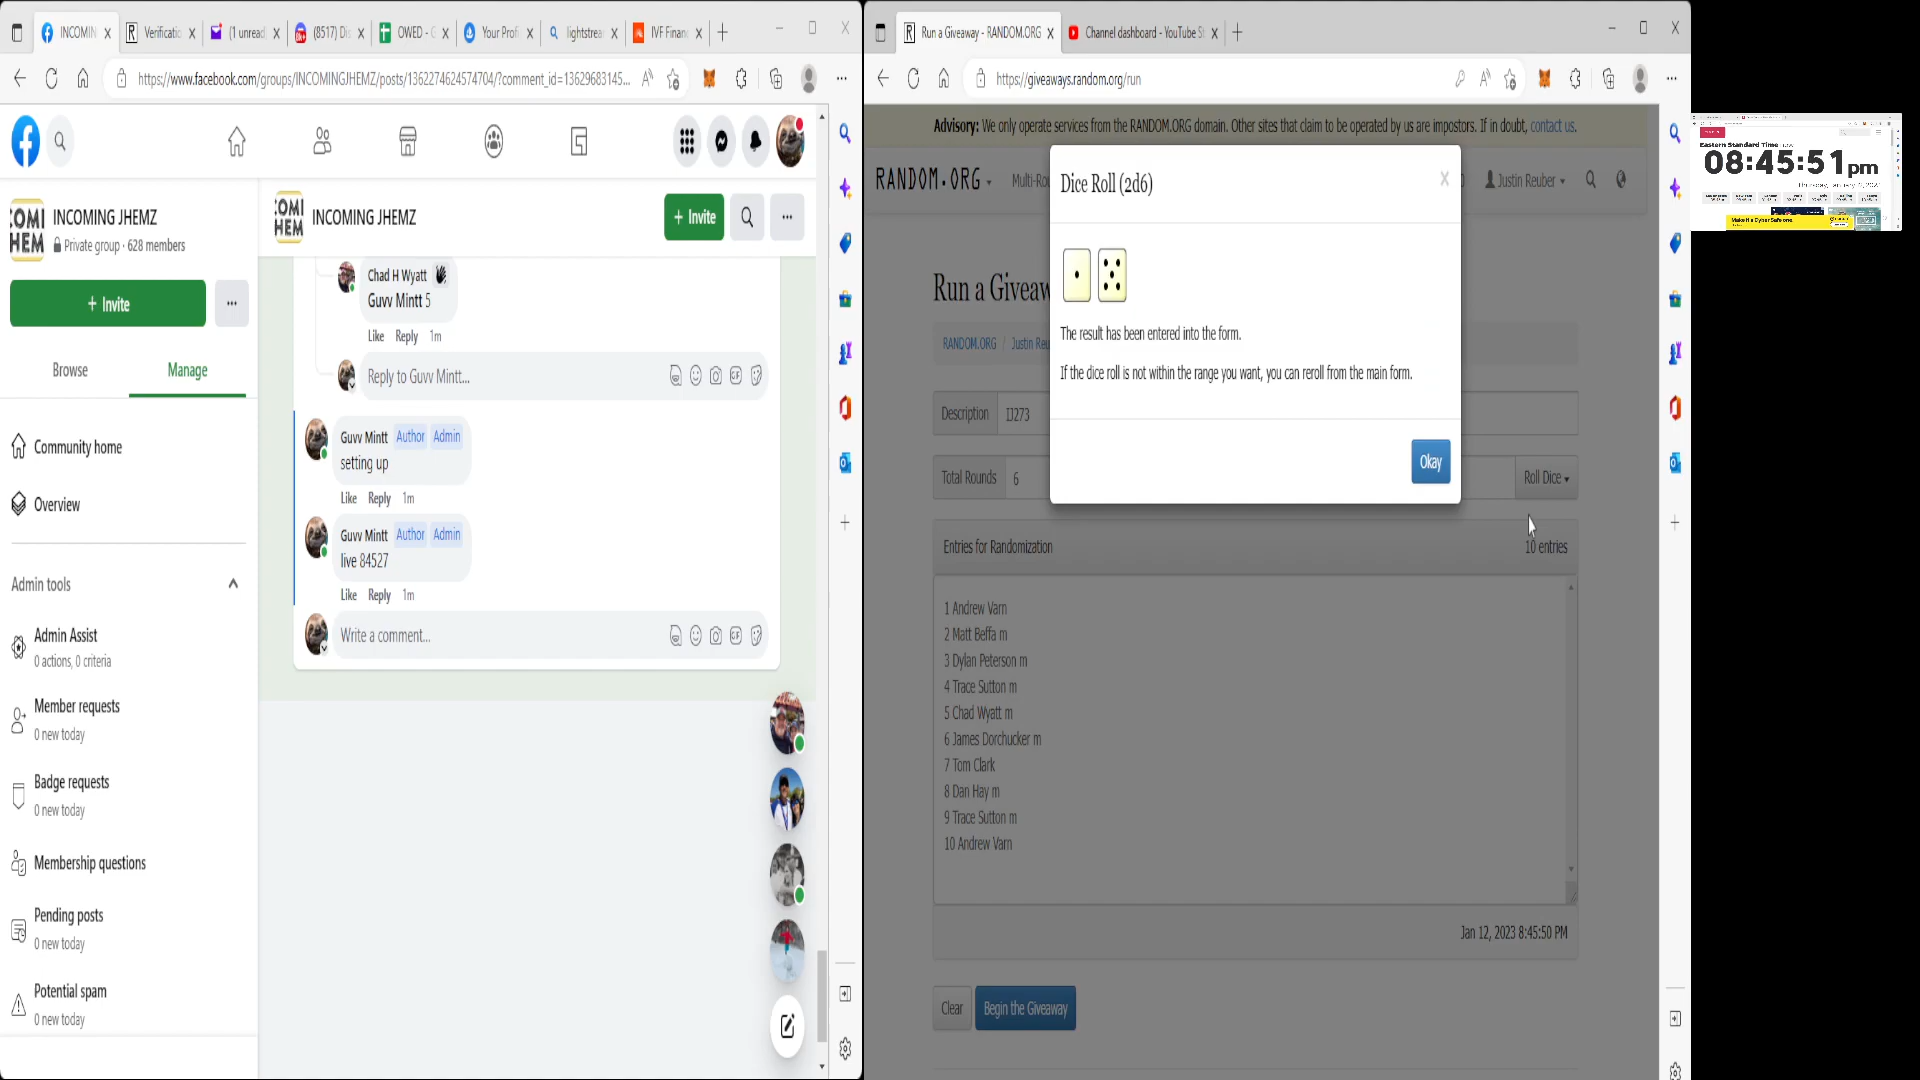 INCOMIN
Verificatic
(1 unread
(8517) Di
OWED - G
Your Profi
lightstrea
IVF Finan
https://www.facebook.com/groups/INCOMINGJHEMZ/posts/1362274624574704/?comment_id=13629683145...
INCOMING JHEMZ
Private group · 628 members
+ Invite
...
Browse
Manage
Community home
Overview
Admin tools
Admin Assist
0 actions, 0 criteria
Member requests
0 new today
Badge requests
0 new today
Membership questions
Pending posts
0 new today
Potential spam
0 new today
INCOMING JHEMZ
+ Invite
...
Chad H Wyatt
Guvv Mintt 5
Like Reply 1m
Reply to Guvv Mintt...
Guvv Mintt Author Admin
setting up
Like Reply 1m
Guvv Mintt Author Admin
live 84527
Like Reply 1m
Write a comment...
Run a Giveaway - RANDOM.ORG
Channel dashboard - YouTube S
https://giveaways.random.org/run
Advisory: We only operate services from the RANDOM.ORG domain. Other sites that claim to be operated by us are impostors. If in doubt, contact us.
RANDOM.ORG
Multi-Rou
Justin Reuber
Dice Roll (2d6)
x
The result has been entered into the form.
If the dice roll is not within the range you want, you can reroll from the main form.
Okay
Run a Giveaw
RANDOM.ORG / Justin Reu
Description IJ273
Total Rounds 6
Roll Dice
Entries for Randomization
10 entries
1 Andrew Varn
2 Matt Beffa m
3 Dylan Peterson m
4 Trace Sutton m
5 Chad Wyatt m
6 James Dorchucker m
7 Tom Clark
8 Dan Hay m
9 Trace Sutton m
10 Andrew Varn
Jan 12, 2023 8:45:50 PM
Clear
Begin the Giveaway
Eastern Standard Time
08:45:51 pm